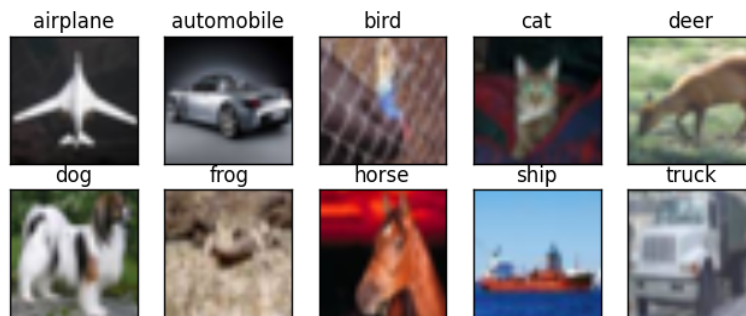 airplane automobile bird cat deer
dog frog horse ship truck